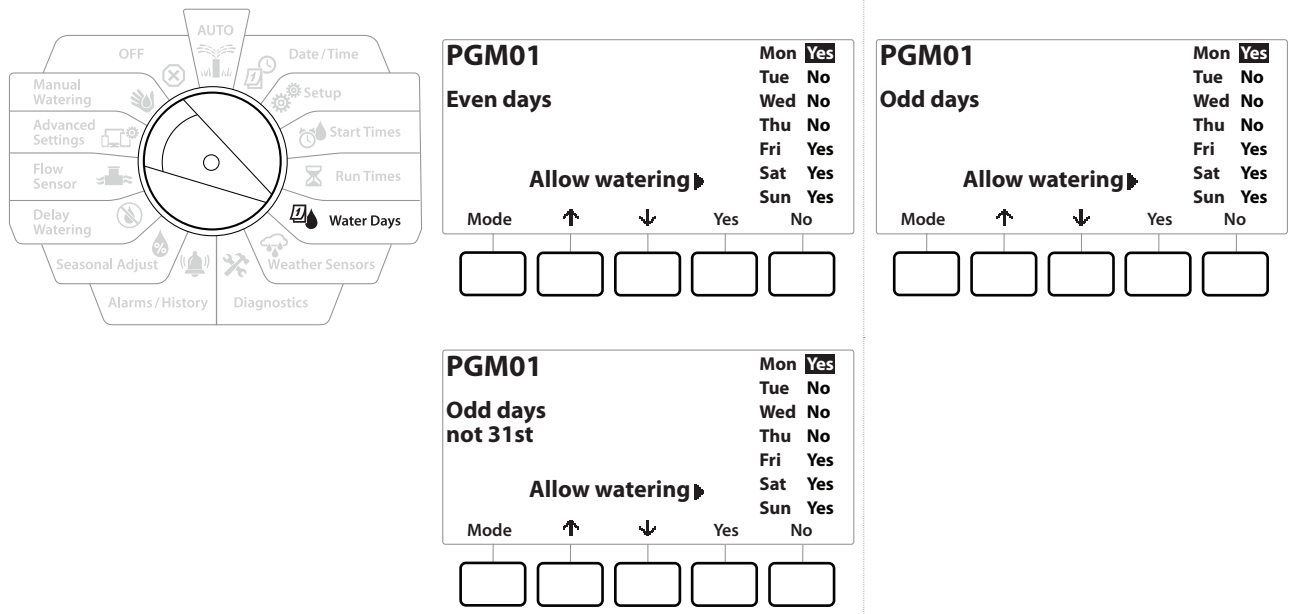 AUTO
OFF
Date/Time
Manual
Watering
Setup
Advanced
Settings
Start Times
Flow
Sensor
Run Times
Delay
Watering
Water Days
Seasonal Adjust
Weather Sensors
Alarms/History
Diagnostics
PGM01
Mon Yes
Tue No
Even days
Wed No
Thu No
Fri Yes
Allow watering
Sat Yes
Sun Yes
Mode ↑ ↓ Yes No
PGM01
Mon Yes
Tue No
Odd days
Wed No
Thu No
Fri Yes
Allow watering
Sat Yes
Sun Yes
Mode ↑ ↓ Yes No
PGM01
Mon Yes
Tue No
Odd days
Wed No
not 31st
Thu No
Fri Yes
Allow watering
Sat Yes
Sun Yes
Mode ↑ ↓ Yes No